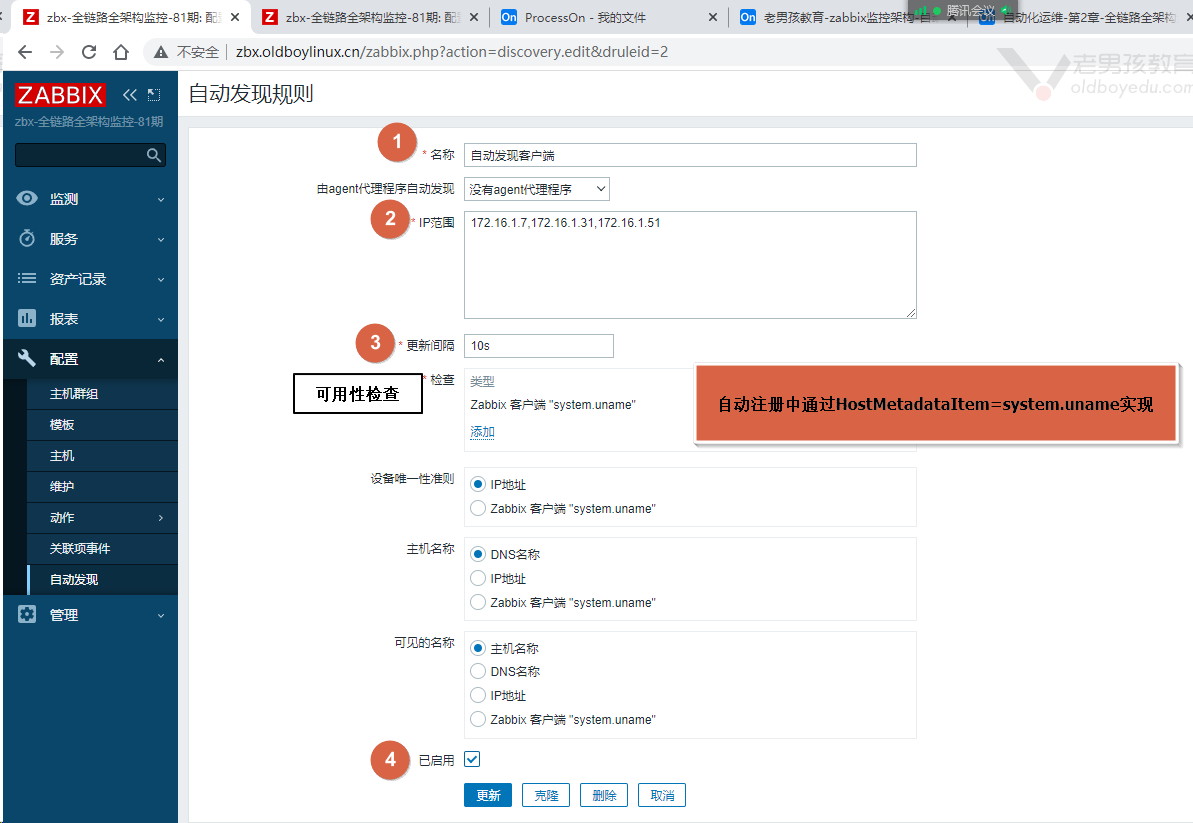 zbx-全链路全架构监控-81期: 配
zbx-全链路全架构监控-81期: 配
ProcessOn - 我的文件
老男孩教育-zabbix监控架构-自
腾讯会议
自动化运维-第2章-全链路全架构
不安全
zbx.oldboylinux.cn/zabbix.php?action=discovery.edit&druleid=2
老男孩教育
oldboyedu.com
ZABBIX
zbx-全链路全架构监控-81期
监测
服务
资产记录
报表
配置
主机群组
模板
主机
维护
动作
关联项事件
自动发现
管理
自动发现规则
1
* 名称
自动发现客户端
由agent代理程序自动发现
没有agent代理程序
2
* IP范围
172.16.1.7,172.16.1.31,172.16.1.51
3
* 更新间隔
10s
可用性检查
* 检查
类型
Zabbix 客户端 "system.uname"
添加
自动注册中通过HostMetadataItem=system.uname实现
设备唯一性准则
IP地址
Zabbix 客户端 "system.uname"
主机名称
DNS名称
IP地址
Zabbix 客户端 "system.uname"
可见的名称
主机名称
DNS名称
IP地址
Zabbix 客户端 "system.uname"
4
已启用
更新
克隆
删除
取消